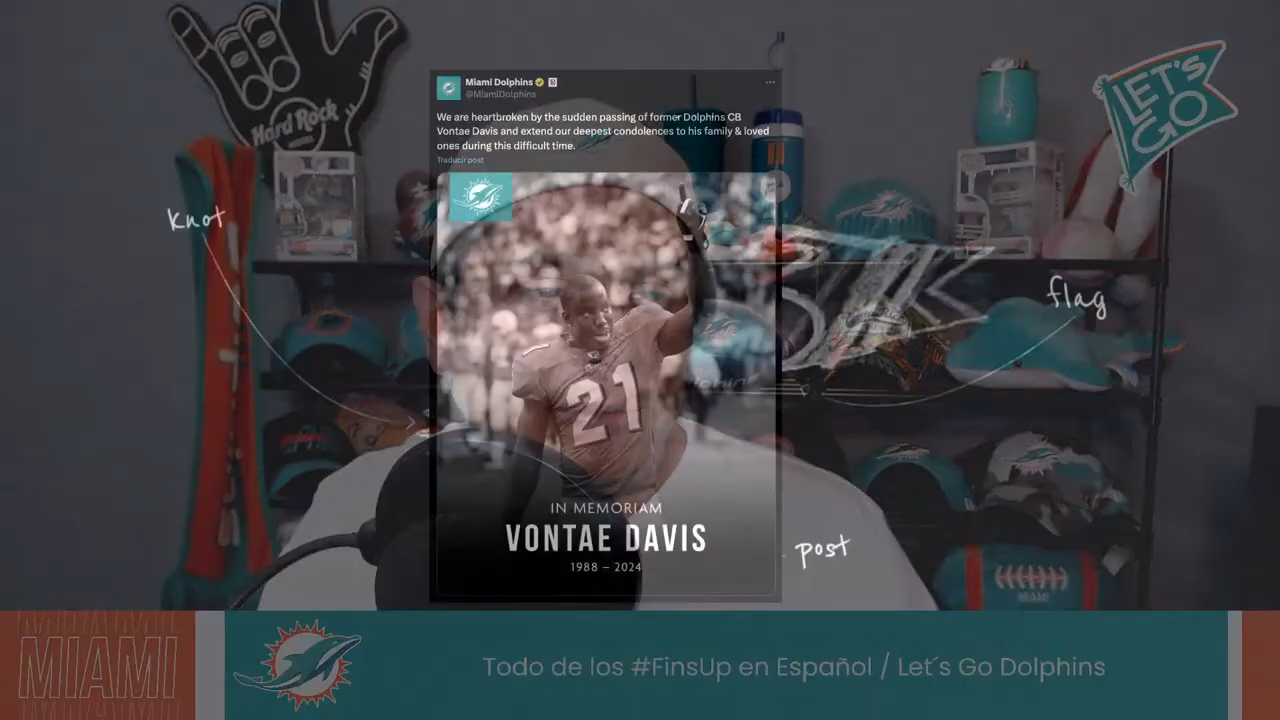 Hard Rock
LET'S
GO
Miami Dolphins
@MiamiDolphins
We are heartbroken by the sudden passing of former Dolphins CB
Vontae Davis and extend our deepest condolences to his family & loved
ones during this difficult time.
Traducir post
knot
flag
21
IN MEMORIAM
VONTAE DAVIS
1988 – 2024
post
MIAMI
MIAMI
Todo de los #FinsUp en Español / Let´s Go Dolphins